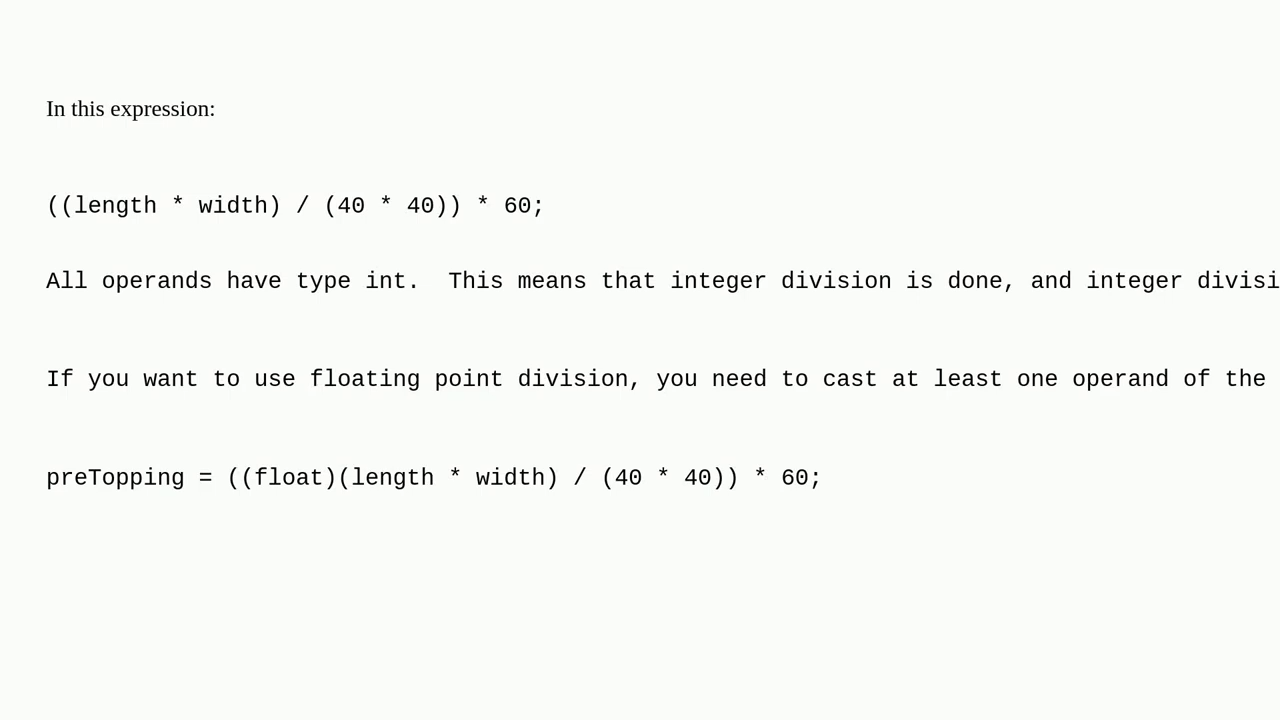 In this expression:
((length * width) / (40 * 40)) * 60;
All operands have type int.  This means that integer division is done, and integer divisi
If you want to use floating point division, you need to cast at least one operand of the
preTopping = ((float)(length * width) / (40 * 40)) * 60;